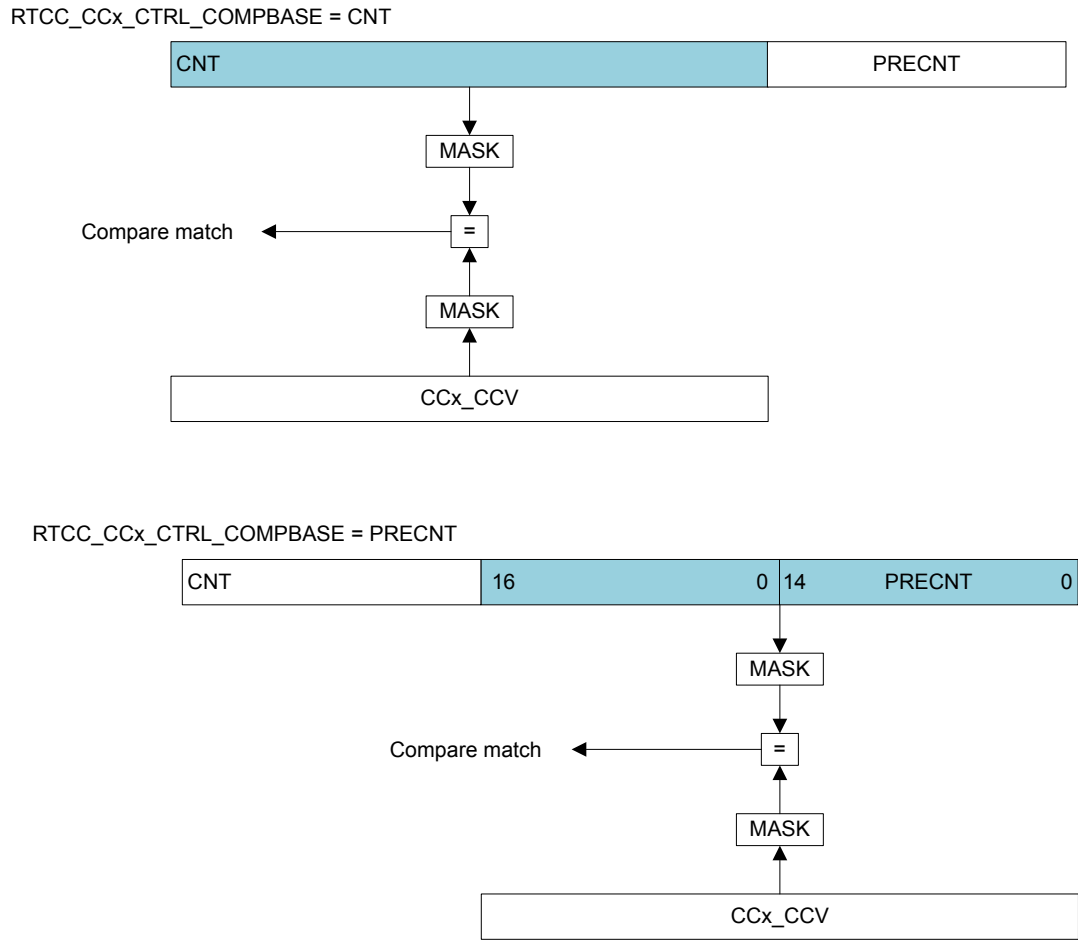 RTCC_CCx_CTRL_COMPBASE = CNT
CNT PRECNT
MASK
Compare match =
MASK
CCx_CCV
RTCC_CCx_CTRL_COMPBASE = PRECNT
CNT 16 0 14 PRECNT 0
MASK
Compare match =
MASK
CCx_CCV